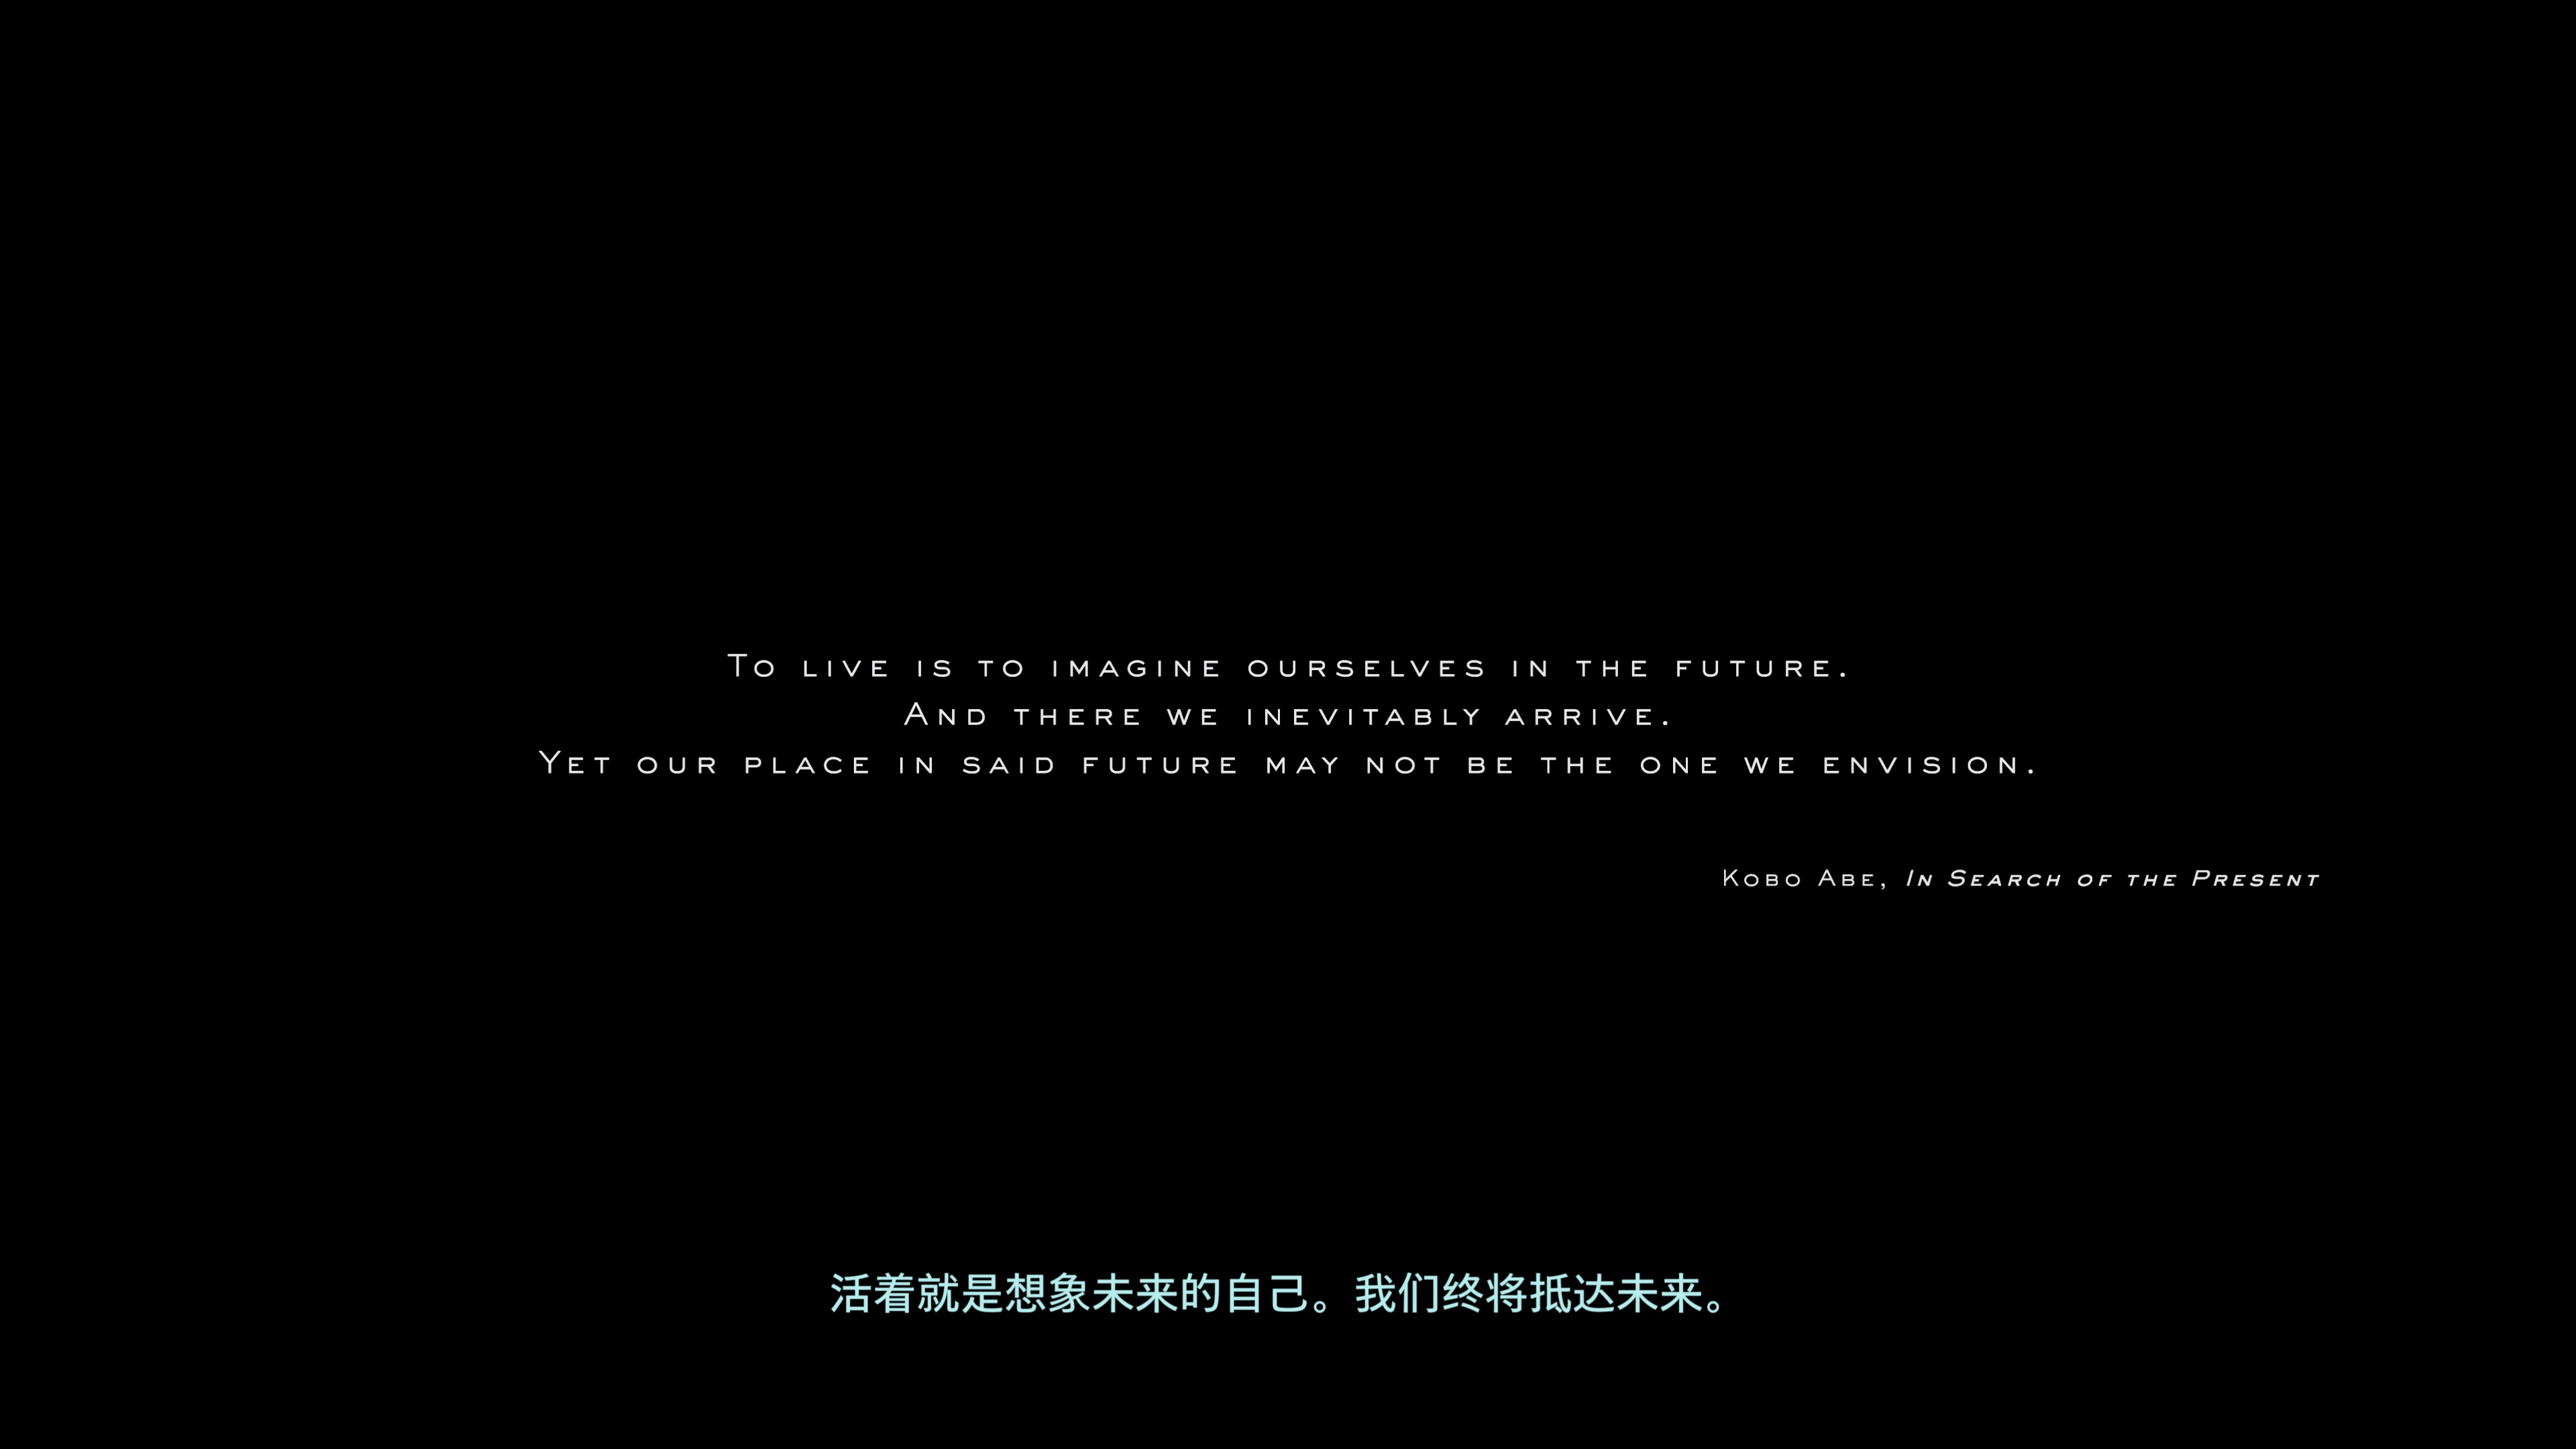 To live is to imagine ourselves in the future.
And there we inevitably arrive.
Yet our place in said future may not be the one we envision.
Kobo Abe, In Search of the Present
活着就是想象未来的自己。我们终将抵达未来。